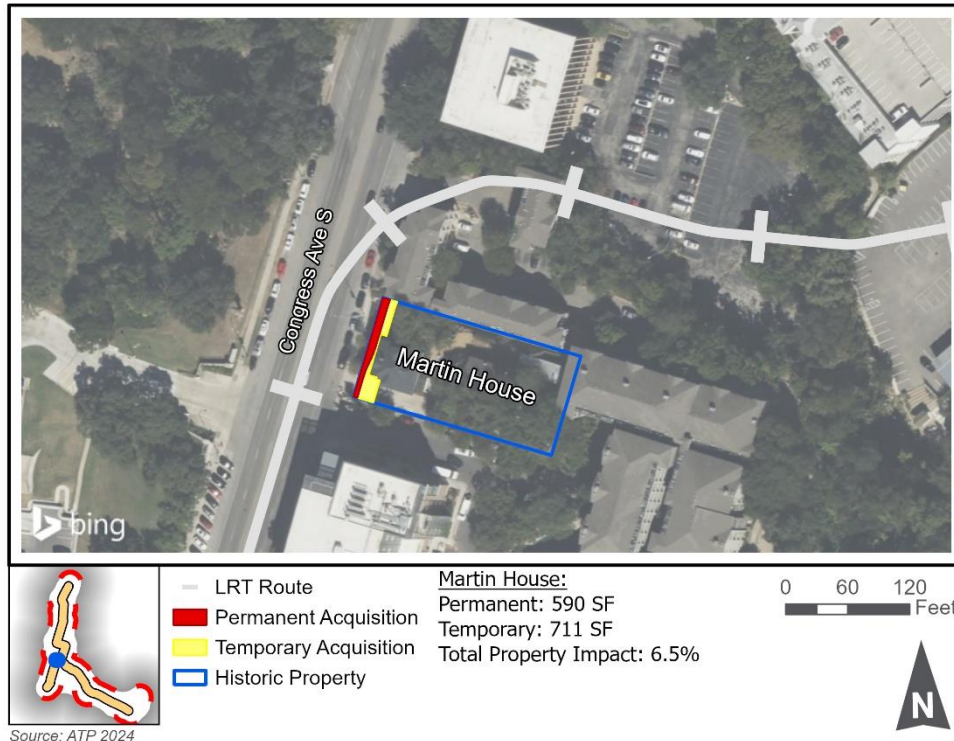 Congress Ave S
Martin House
bing
LRT Route
Permanent Acquisition
Temporary Acquisition
Historic Property
Martin House:
Permanent: 590 SF
Temporary: 711 SF
Total Property Impact: 6.5%
0 60 120
Feet
N
Source: ATP 2024